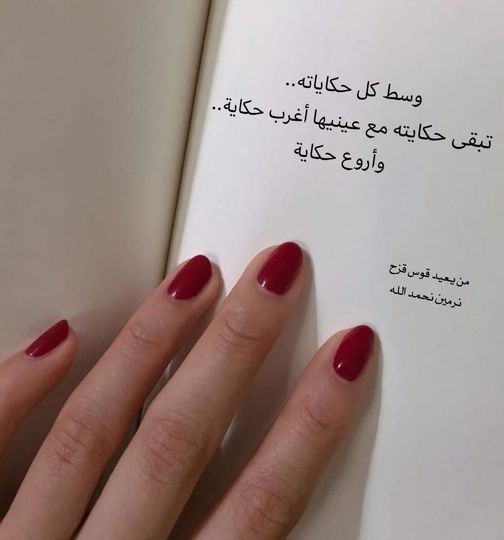 وسط كل حكاياته..
تبقى حكايته مع عينيها أغرب حكاية..
وأروع حكاية
من يعيد قوس قزح
نرمين نحمد الله